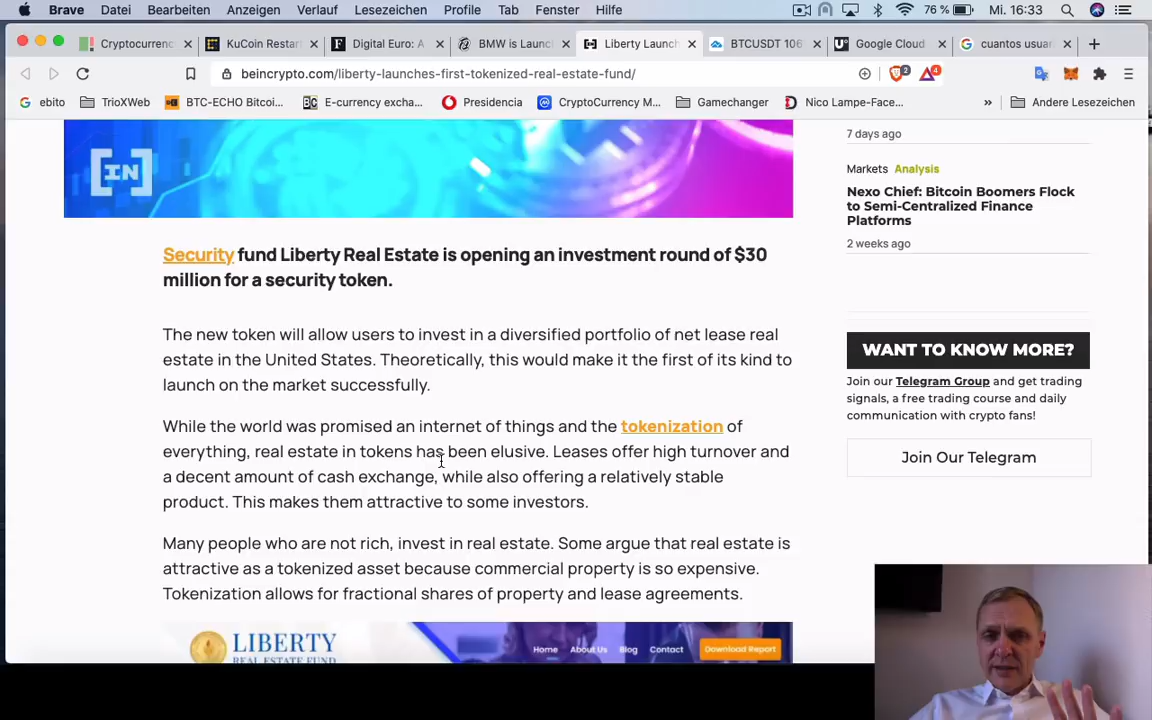 Brave Datei Bearbeiten Anzeigen Verlauf Lesezeichen Profile Tab Fenster Hilfe 76 % Mi. 16:33
Cryptocurrenc KuCoin Restar Digital Euro: A BMW is Launc Liberty Launch BTCUSDT 106 Google Cloud cuantos usuar
beincrypto.com/liberty-launches-first-tokenized-real-estate-fund/ 2 4
ebito TrioXWeb BTC-ECHO Bitcoi... E-currency excha... Presidencia CryptoCurrency M... Gamechanger Nico Lampe-Face... » Andere Lesezeichen
[IN]
7 days ago
Markets Analysis
Nexo Chief: Bitcoin Boomers Flock
to Semi-Centralized Finance
Platforms
2 weeks ago
Security fund Liberty Real Estate is opening an investment round of $30
million for a security token.
The new token will allow users to invest in a diversified portfolio of net lease real
estate in the United States. Theoretically, this would make it the first of its kind to
launch on the market successfully.
While the world was promised an internet of things and the tokenization of
everything, real estate in tokens has been elusive. Leases offer high turnover and
a decent amount of cash exchange, while also offering a relatively stable
product. This makes them attractive to some investors.
Many people who are not rich, invest in real estate. Some argue that real estate is
attractive as a tokenized asset because commercial property is so expensive.
Tokenization allows for fractional shares of property and lease agreements.
WANT TO KNOW MORE?
Join our Telegram Group and get trading
signals, a free trading course and daily
communication with crypto fans!
Join Our Telegram
LIBERTY
REAL ESTATE FUND
Home About Us Blog Contact Download Report